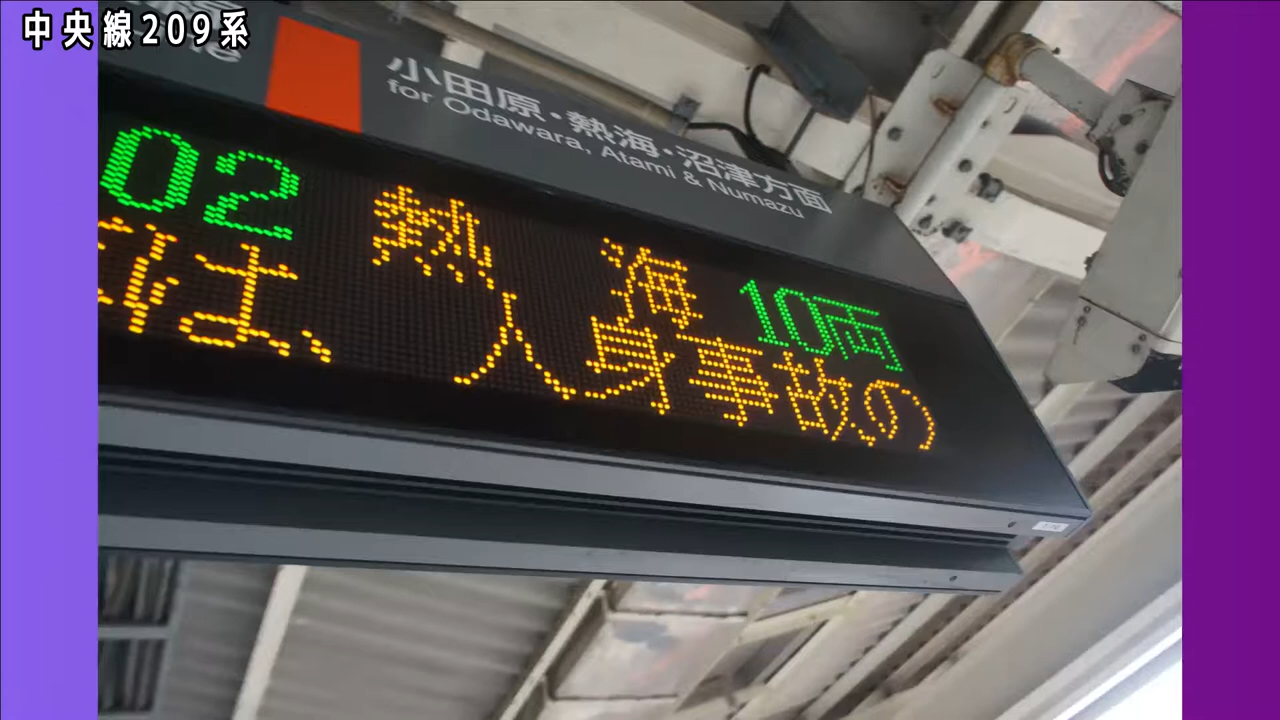 中央線209系
小田原・熱海・沼津方面
for Odawara, Atami & Numazu
02 熱海 10両
は、人身事故の